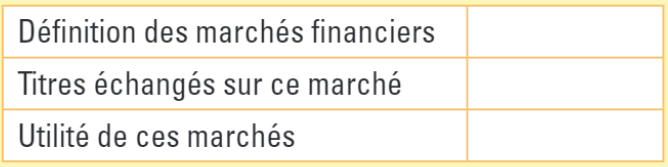 Définition des marchés financiers
Titres échangés sur ce marché
Utilité de ces marchés